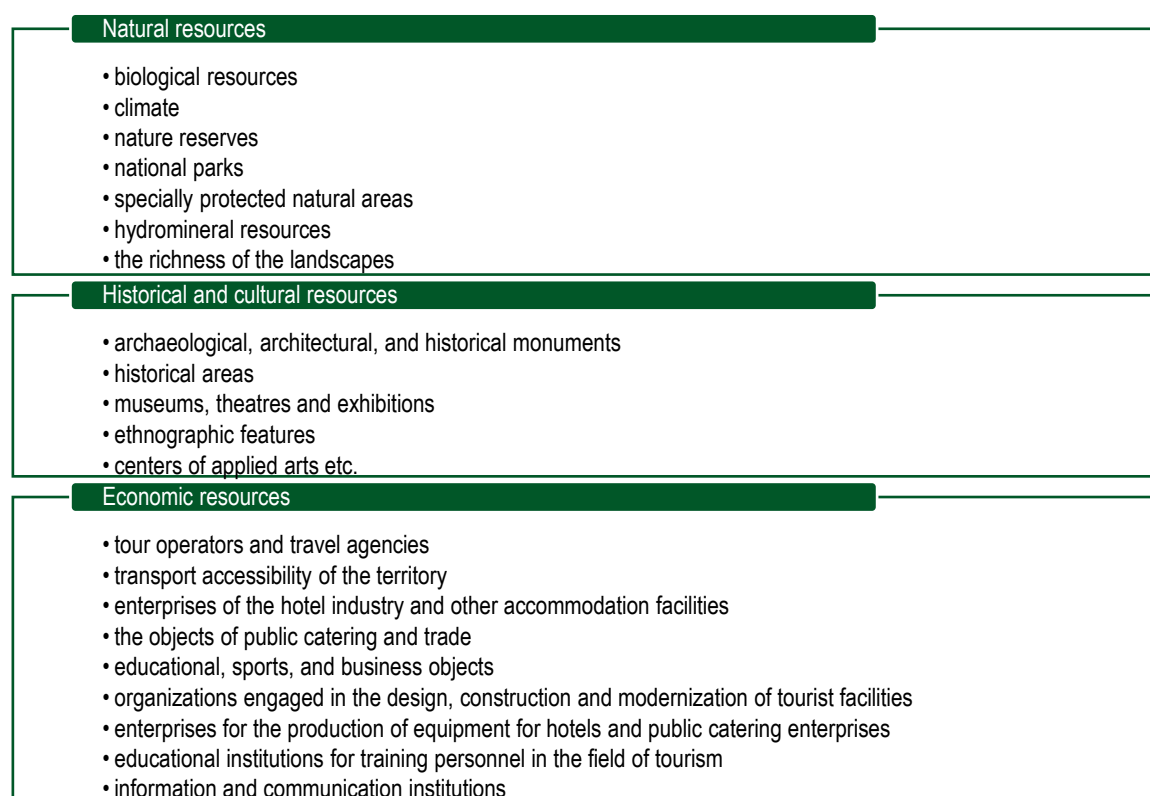 Natural resources
• biological resources
• climate
• nature reserves
• national parks
• specially protected natural areas
• hydromineral resources
• the richness of the landscapes
Historical and cultural resources
• archaeological, architectural, and historical monuments
• historical areas
• museums, theatres and exhibitions
• ethnographic features
• centers of applied arts etc.
Economic resources
• tour operators and travel agencies
• transport accessibility of the territory
• enterprises of the hotel industry and other accommodation facilities
• the objects of public catering and trade
• educational, sports, and business objects
• organizations engaged in the design, construction and modernization of tourist facilities
• enterprises for the production of equipment for hotels and public catering enterprises
• educational institutions for training personnel in the field of tourism
• information and communication institutions